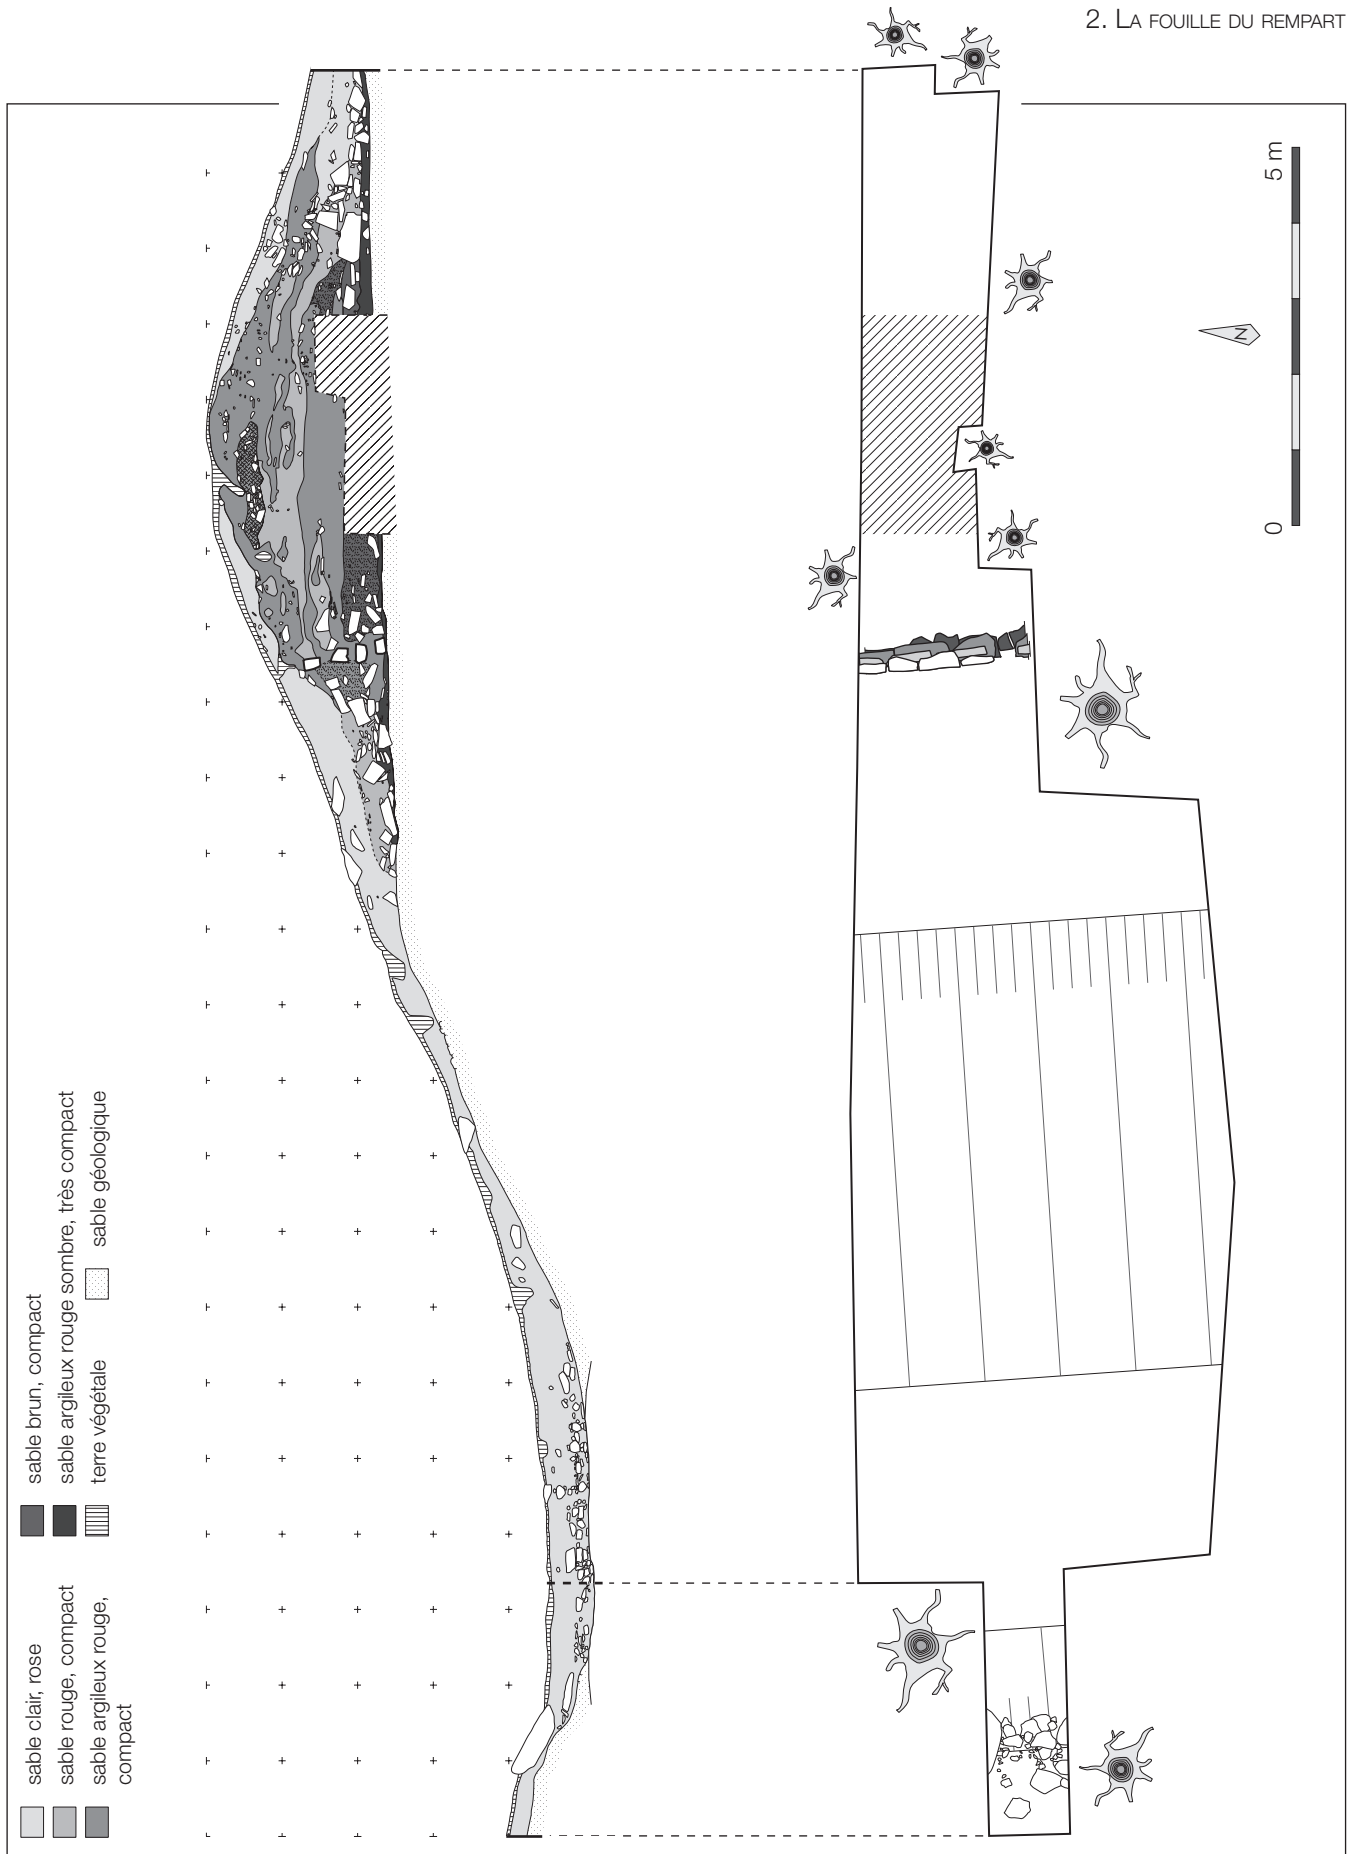 2. La fouille du rempart
sable clair, rose
sable rouge, compact
sable argileux rouge,
compact
sable brun, compact
sable argileux rouge sombre, très compact
terre végétale
sable géologique
N
0
5 m